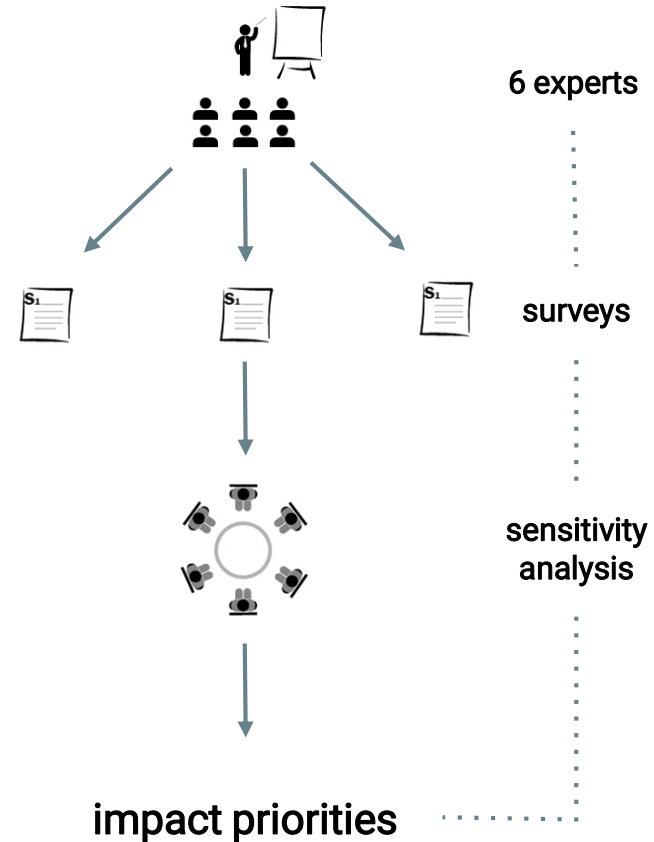 6 experts
S1
S1
S1
surveys
sensitivity
analysis
impact priorities